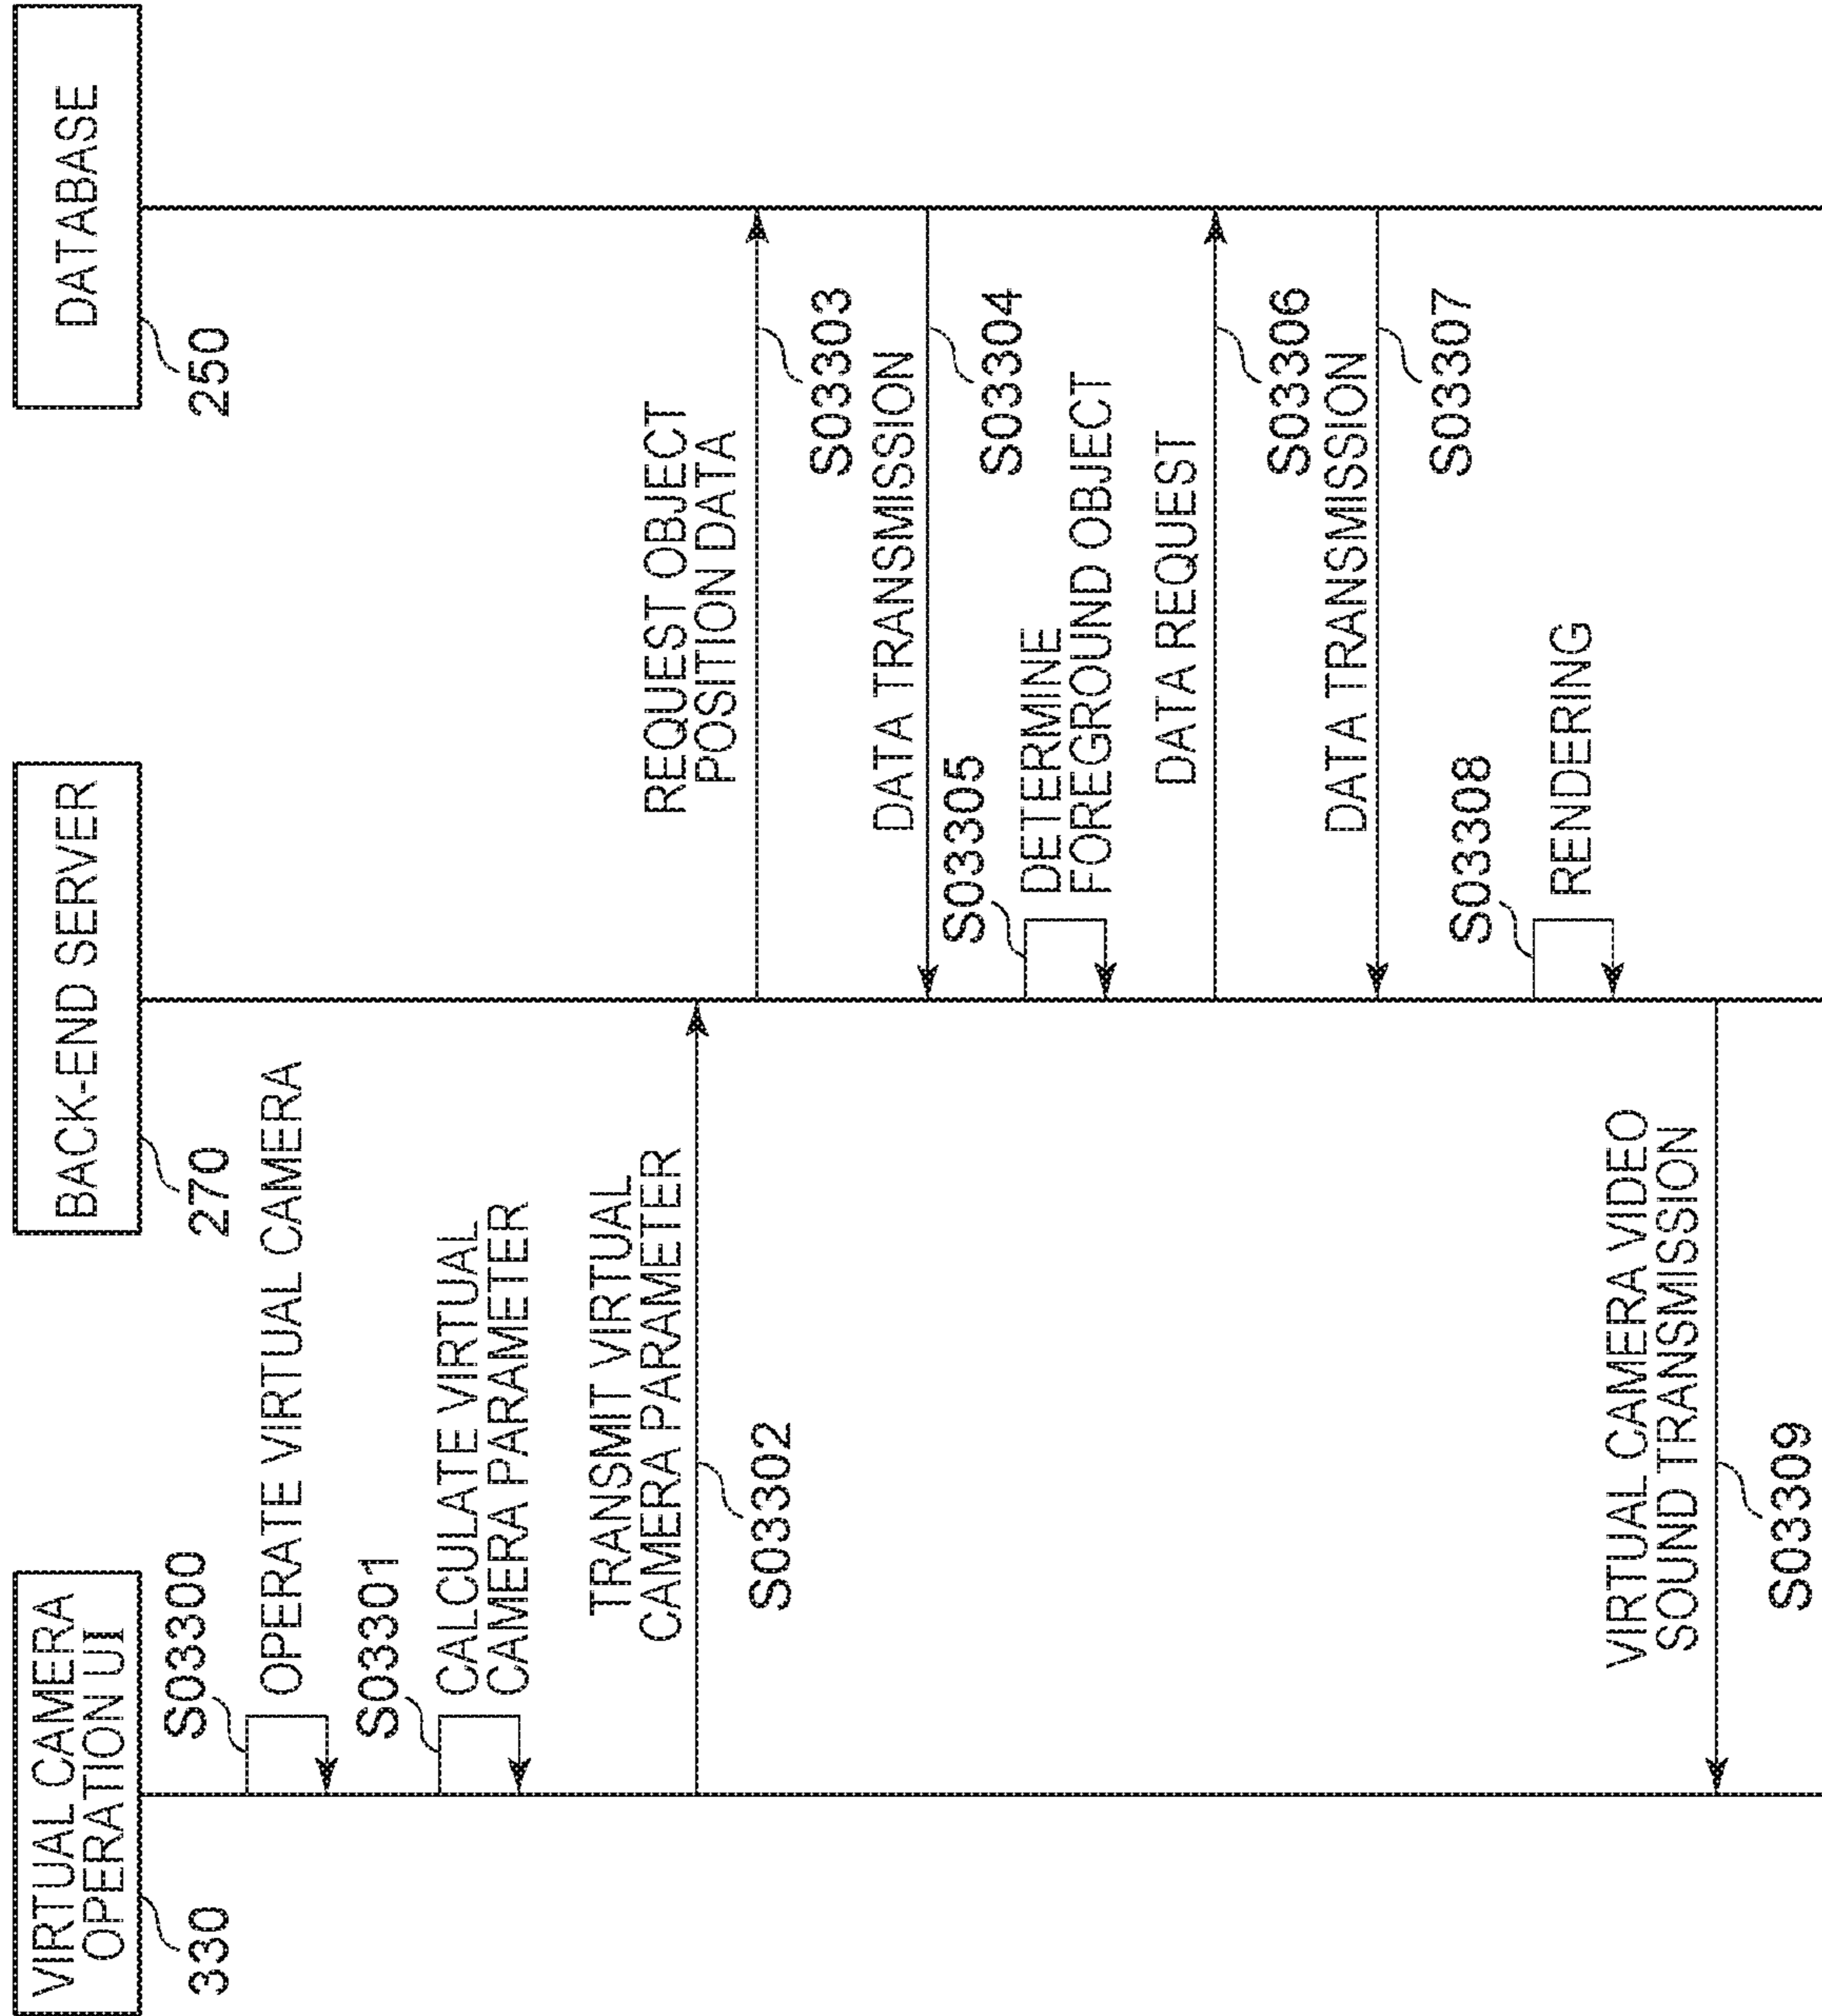 VIRTUAL CAMERA
OPERATION UI
330
BACK-END SERVER
270
DATABASE
250
S03300
OPERATE VIRTUAL CAMERA
S03301
CALCULATE VIRTUAL
CAMERA PARAMETER
TRANSMIT VIRTUAL
CAMERA PARAMETER
S03302
REQUEST OBJECT
POSITION DATA
S03303
DATA TRANSMISSION
S03304
S03305
DETERMINE
FOREGROUND OBJECT
DATA REQUEST
S03306
DATA TRANSMISSION
S03307
S03308
RENDERING
VIRTUAL CAMERA VIDEO
SOUND TRANSMISSION
S03309